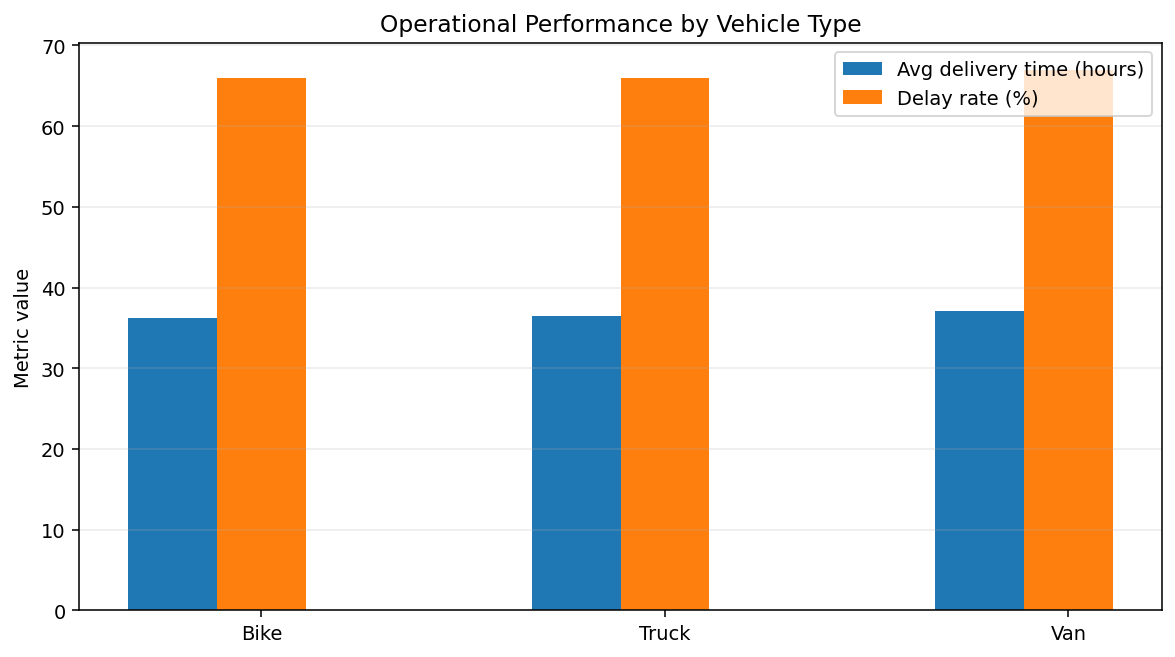 Operational Performance by Vehicle Type
Avg delivery time (hours)
Delay rate (%)
Metric value
70
60
50
40
30
20
10
0
Bike
Truck
Van